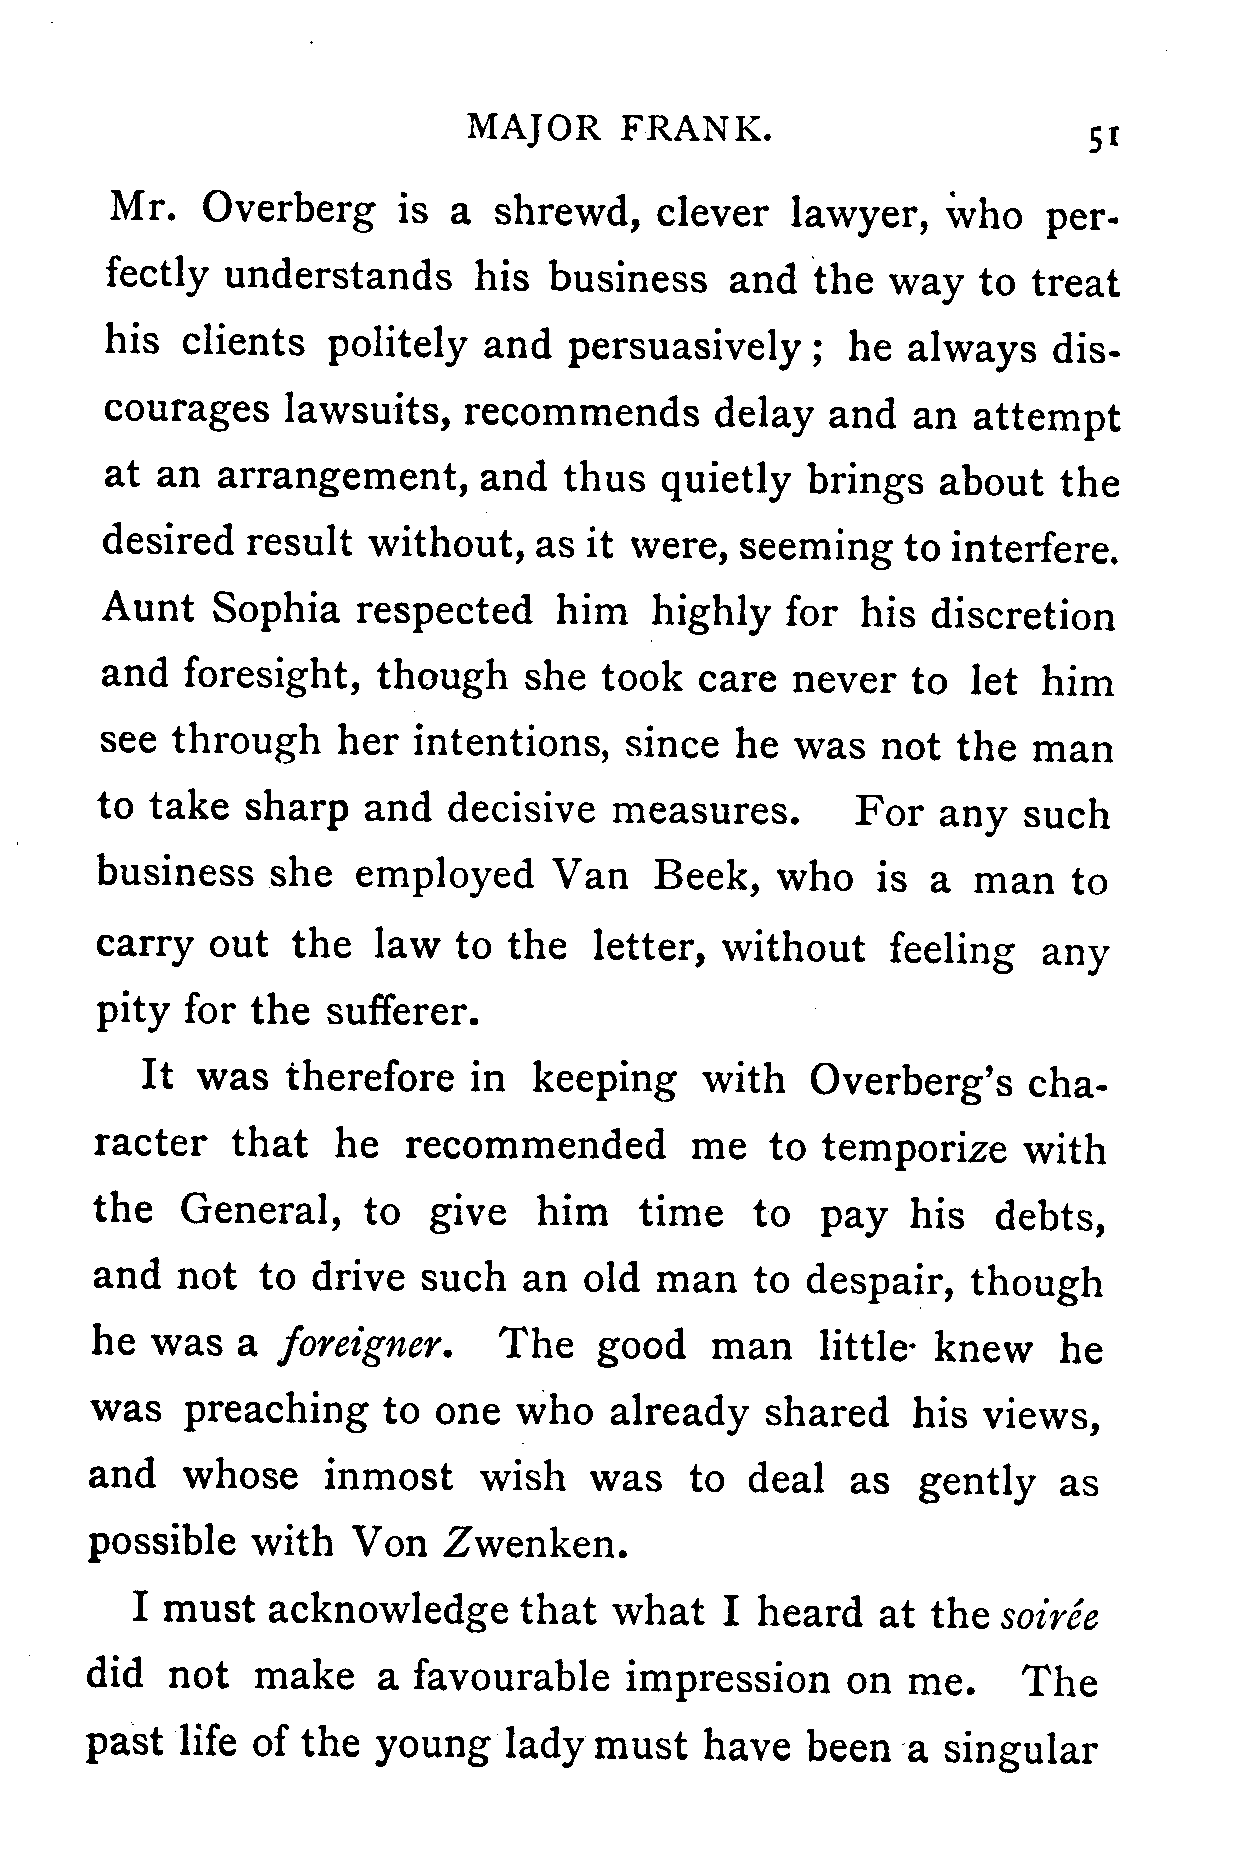 MAJOR FRANK. 51
Mr. Overberg is a shrewd, clever lawyer, who per-
fectly understands his business and the way to treat
his clients politely and persuasively ; he always dis-
courages lawsuits, recommends delay and an attempt
at an arrangement, and thus quietly brings about the
desired result without, as it were, seeming to interfere.
Aunt Sophia respected him highly for his discretion
and foresight, though she took care never to let him
see through her intentions, since he was not the man
to take sharp and decisive measures. For any such
business she employed Van Beek, who is a man to
carry out the law to the letter, without feeling any
pity for the sufferer.
It was therefore in keeping with Overberg's cha-
racter that he recommended me to temporize with
the General, to give him time to pay his debts,
and not to drive such an old man to despair, though
he was a foreigner. The good man little knew he
was preaching to one who already shared his views,
and whose inmost wish was to deal as gently as
possible with Von Zwenken.
I must acknowledge that what I heard at the soirée
did not make a favourable impression on me. The
past life of the young lady must have been a singular